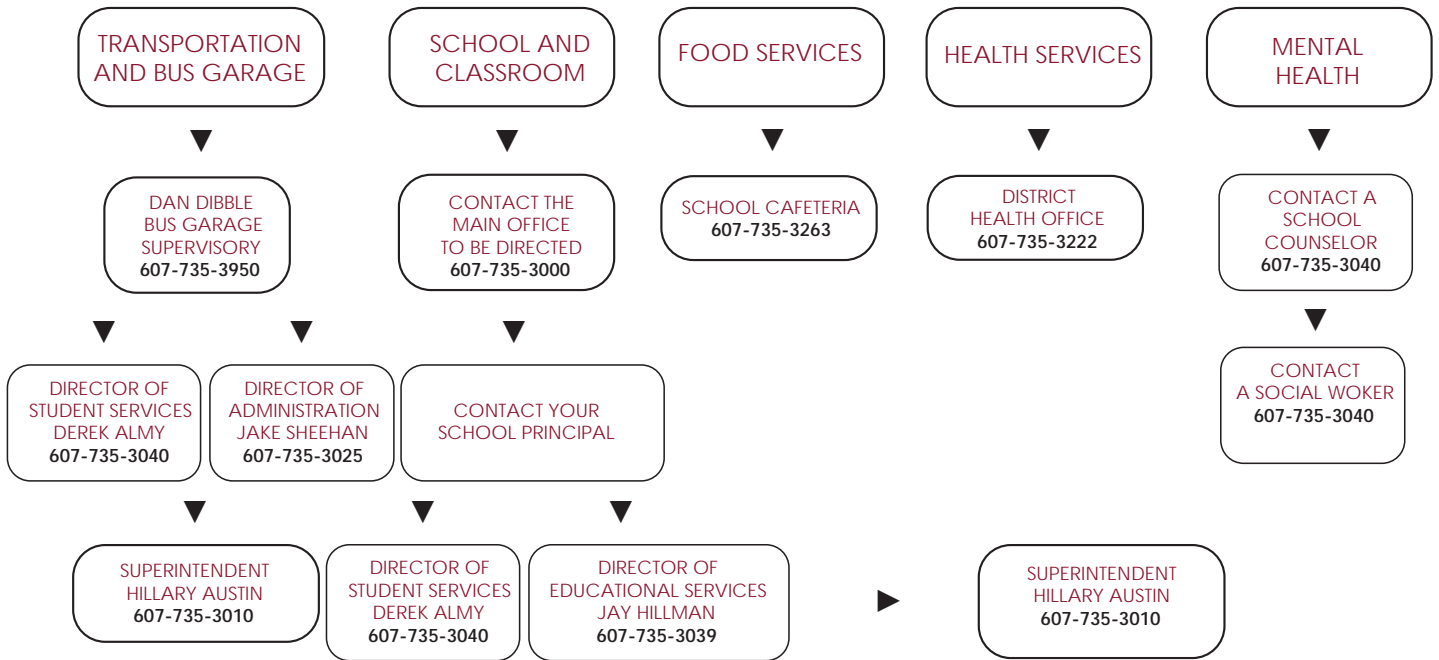 TRANSPORTATION
AND BUS GARAGE
SCHOOL AND
CLASSROOM
FOOD SERVICES
HEALTH SERVICES
MENTAL
HEALTH
DAN DIBBLE
BUS GARAGE
SUPERVISORY
607-735-3950
CONTACT THE
MAIN OFFICE
TO BE DIRECTED
607-735-3000
SCHOOL CAFETERIA
607-735-3263
DISTRICT
HEALTH OFFICE
607-735-3222
CONTACT A
SCHOOL
COUNSELOR
607-735-3040
DIRECTOR OF
STUDENT SERVICES
DEREK ALMY
607-735-3040
DIRECTOR OF
ADMINISTRATION
JAKE SHEEHAN
607-735-3025
CONTACT YOUR
SCHOOL PRINCIPAL
CONTACT
A SOCIAL WOKER
607-735-3040
SUPERINTENDENT
HILLARY AUSTIN
607-735-3010
DIRECTOR OF
STUDENT SERVICES
DEREK ALMY
607-735-3040
DIRECTOR OF
EDUCATIONAL SERVICES
JAY HILLMAN
607-735-3039
SUPERINTENDENT
HILLARY AUSTIN
607-735-3010